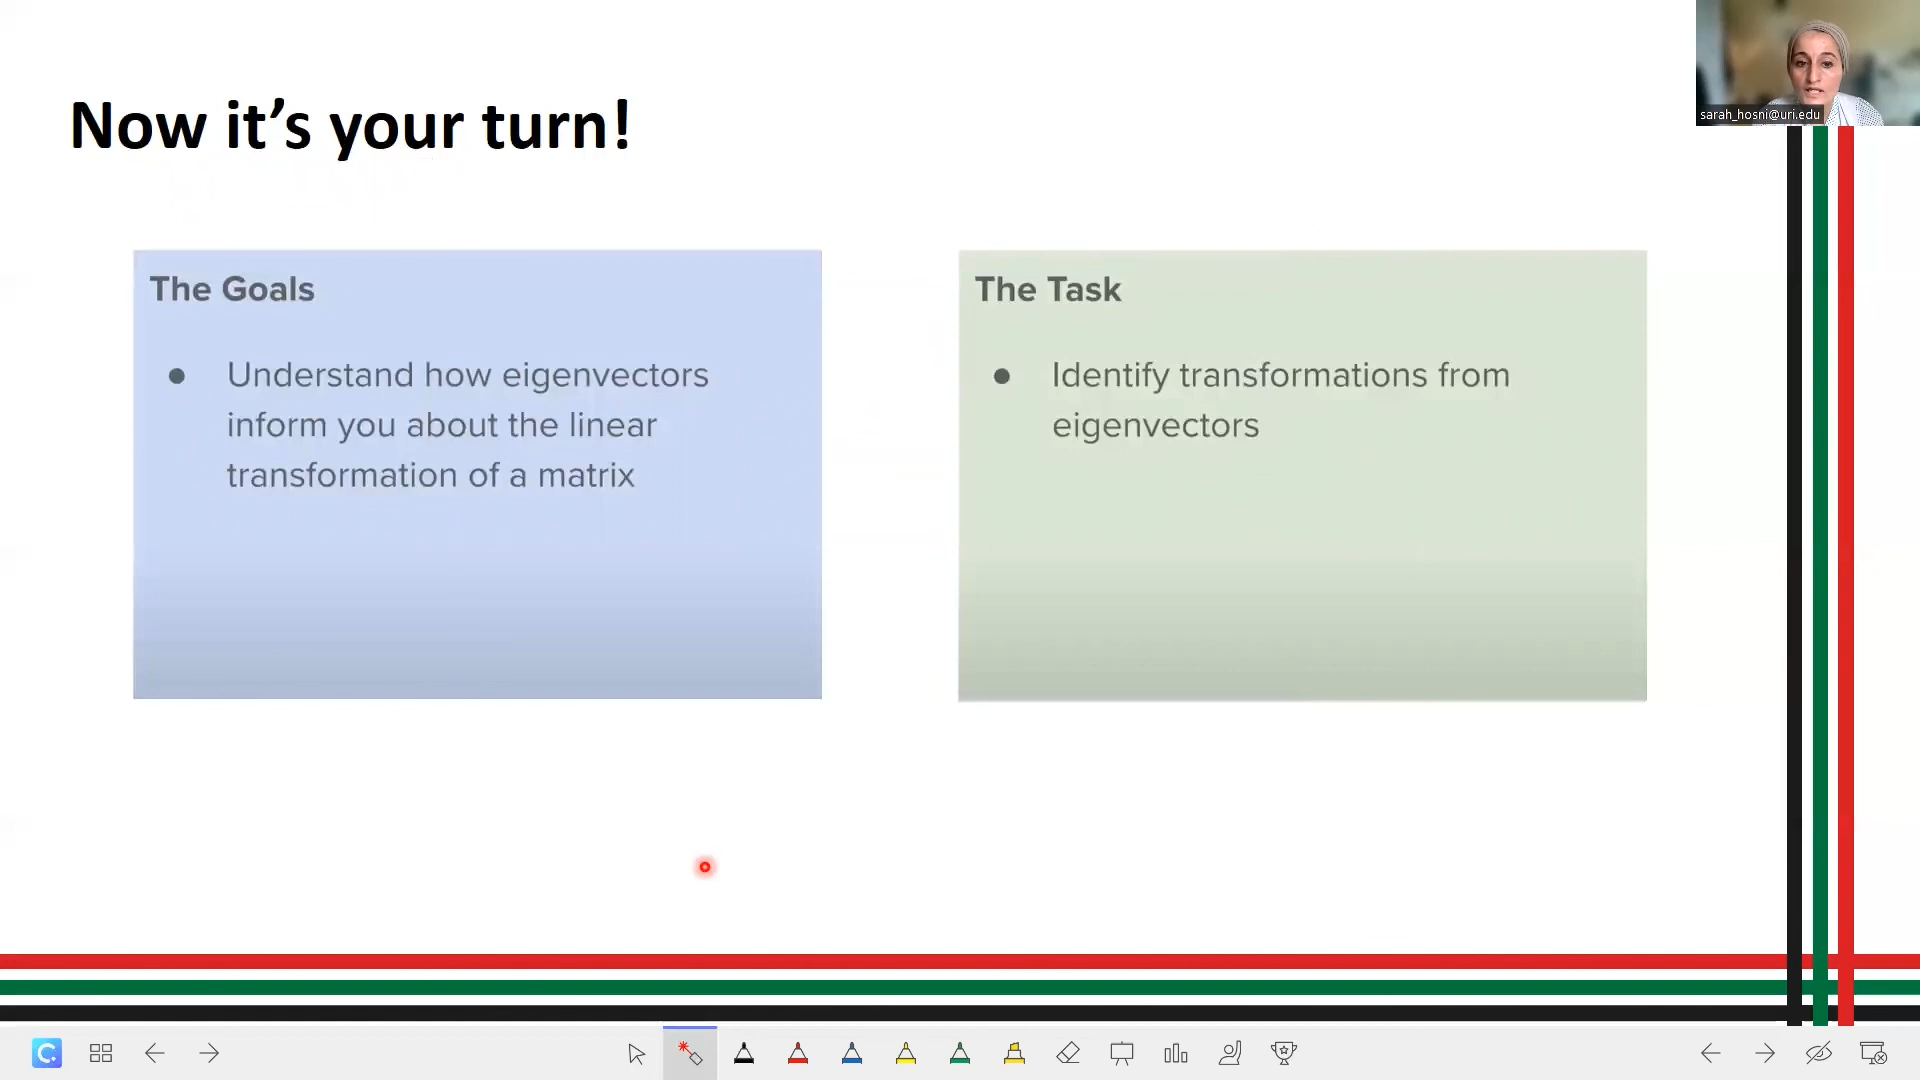 Now it’s your turn!
sarah_hosni@uri.edu
The Goals
● Understand how eigenvectors
inform you about the linear
transformation of a matrix
The Task
● Identify transformations from
eigenvectors